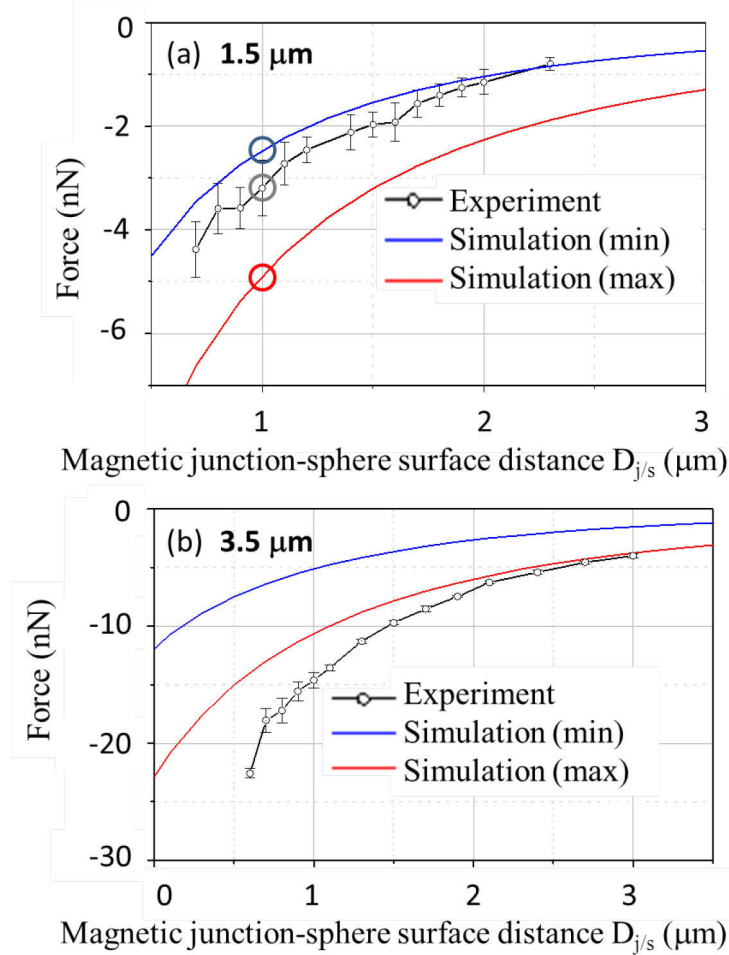 0
(a) 1.5 μm
-2
Experiment
Simulation (min)
Simulation (max)
-4
-6
Force (nN)
1
2
3
Magnetic junction-sphere surface distance D_{j/s} (μm)
0
(b) 3.5 μm
-10
Experiment
Simulation (min)
Simulation (max)
-20
-30
Force (nN)
0
1
2
3
Magnetic junction-sphere surface distance D_{j/s} (μm)